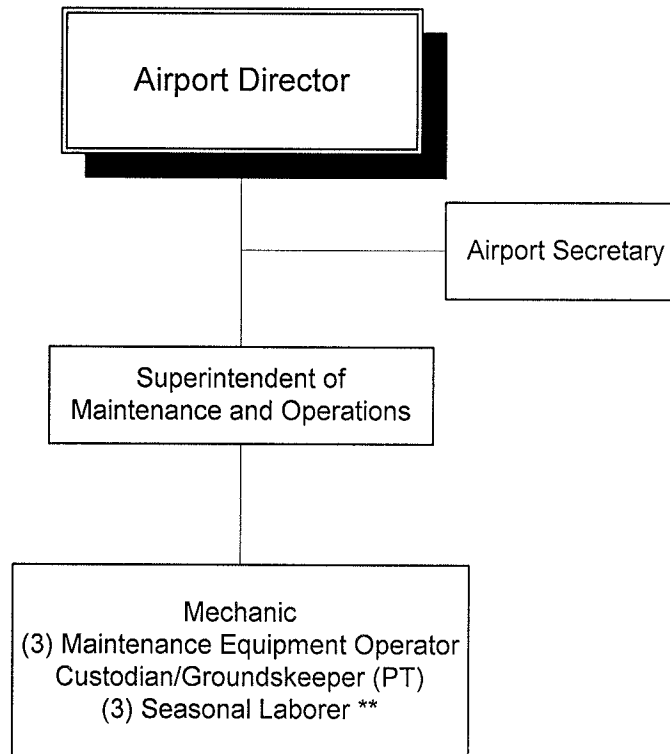 Airport Director
Airport Secretary
Superintendent of
Maintenance and Operations
Mechanic
(3) Maintenance Equipment Operator
Custodian/Groundskeeper (PT)
(3) Seasonal Laborer **